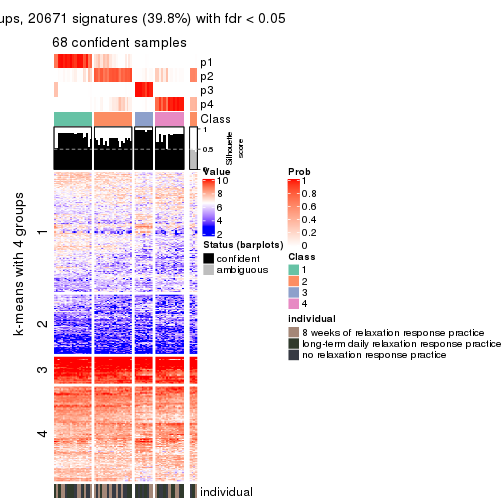 ups, 20671 signatures (39.8%) with fdr < 0.05
68 confident samples
p1
p2
p3
p4
Class
1
0.5
0
Silhouette
score
k-means with 4 groups
1
2
3
4
individual
Value
10
8
6
4
2
Status (barplots)
confident
ambiguous
Prob
1
0.8
0.6
0.4
0.2
0
Class
1
2
3
4
individual
8 weeks of relaxation response practice
long-term daily relaxation response practice
no relaxation response practice